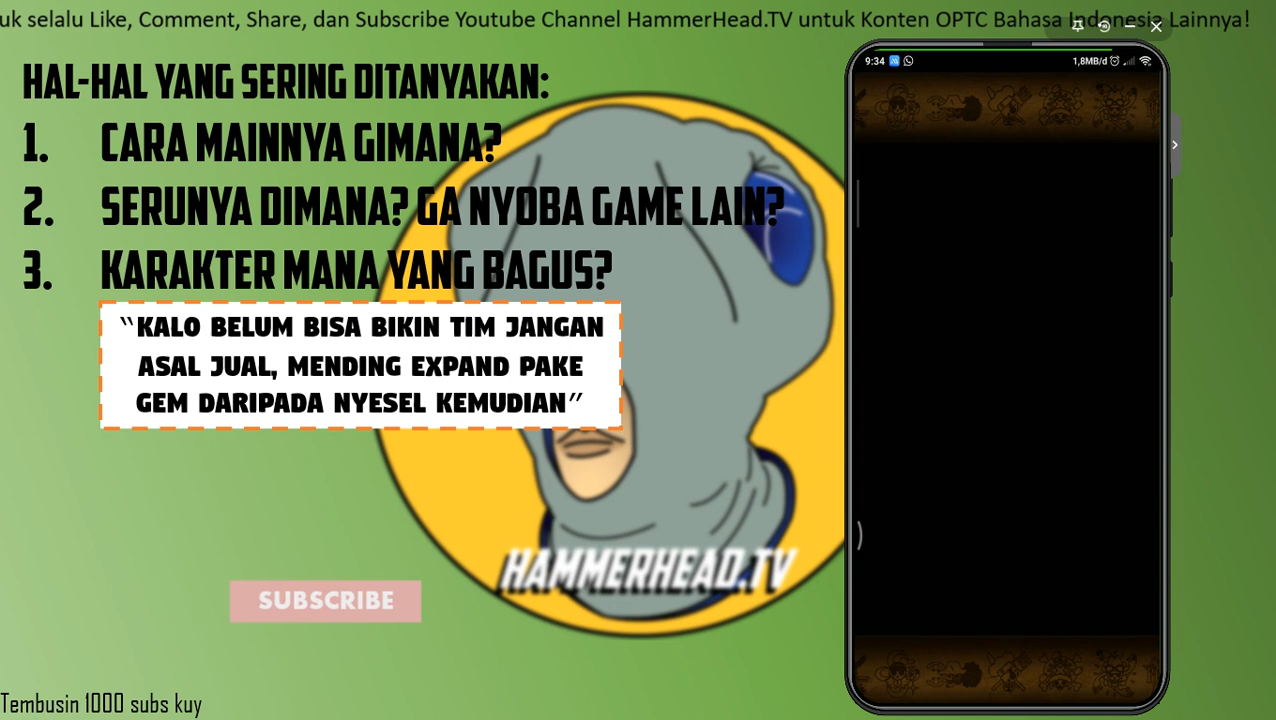 uk selalu Like, Comment, Share, dan Subscribe Youtube Channel HammerHead.TV untuk Konten OPTC Bahasa Indonesia Lainnya!
9:34 1,8MB/d
HAL-HAL YANG SERING DITANYAKAN:
1. CARA MAINNYA GIMANA?
2. SERUNYA DIMANA? GA NYOBA GAME LAIN?
3. KARAKTER MANA YANG BAGUS?
“KALO BELUM BISA BIKIN TIM JANGAN
ASAL JUAL, MENDING EXPAND PAKE
GEM DARIPADA NYESEL KEMUDIAN”
HAMMERHEAD.TV
SUBSCRIBE
Tembusin 1000 subs kuy